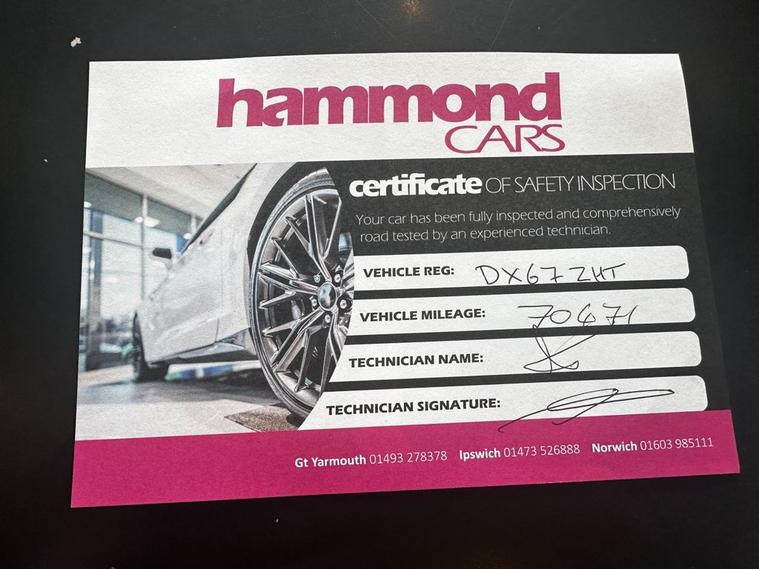 hammond
CARS
certificate OF SAFETY INSPECTION
Your car has been fully inspected and comprehensively
road tested by an experienced technician.
VEHICLE REG: DX67 ZHT
VEHICLE MILEAGE: 70471
TECHNICIAN NAME:
TECHNICIAN SIGNATURE:
Gt Yarmouth 01493 278378 Ipswich 01473 526888 Norwich 01603 985111